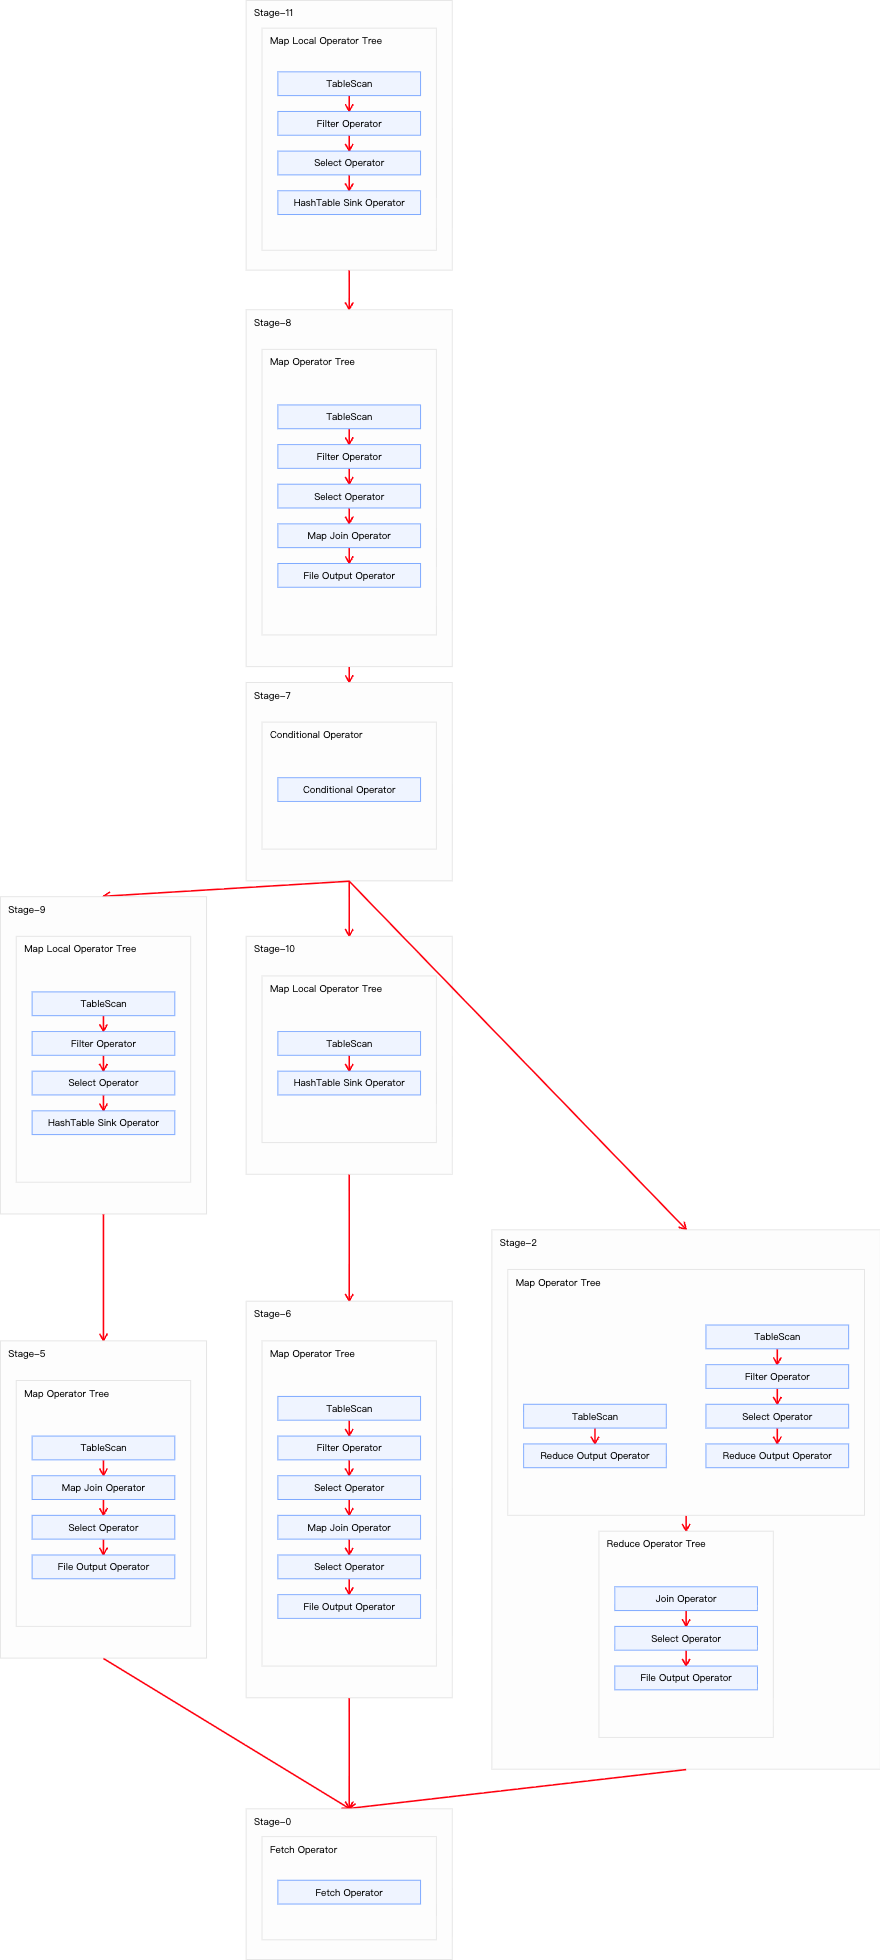 Stage-11
Map Local Operator Tree
TableScan
Filter Operator
Select Operator
HashTable Sink Operator
Stage-8
Map Operator Tree
TableScan
Filter Operator
Select Operator
Map Join Operator
File Output Operator
Stage-7
Conditional Operator
Conditional Operator
Stage-9
Map Local Operator Tree
TableScan
Filter Operator
Select Operator
HashTable Sink Operator
Stage-10
Map Local Operator Tree
TableScan
HashTable Sink Operator
Stage-2
Map Operator Tree
TableScan
Reduce Output Operator
TableScan
Filter Operator
Select Operator
Reduce Output Operator
Reduce Operator Tree
Join Operator
Select Operator
File Output Operator
Stage-5
Map Operator Tree
TableScan
Map Join Operator
Select Operator
File Output Operator
Stage-6
Map Operator Tree
TableScan
Filter Operator
Select Operator
Map Join Operator
Select Operator
File Output Operator
Stage-0
Fetch Operator
Fetch Operator